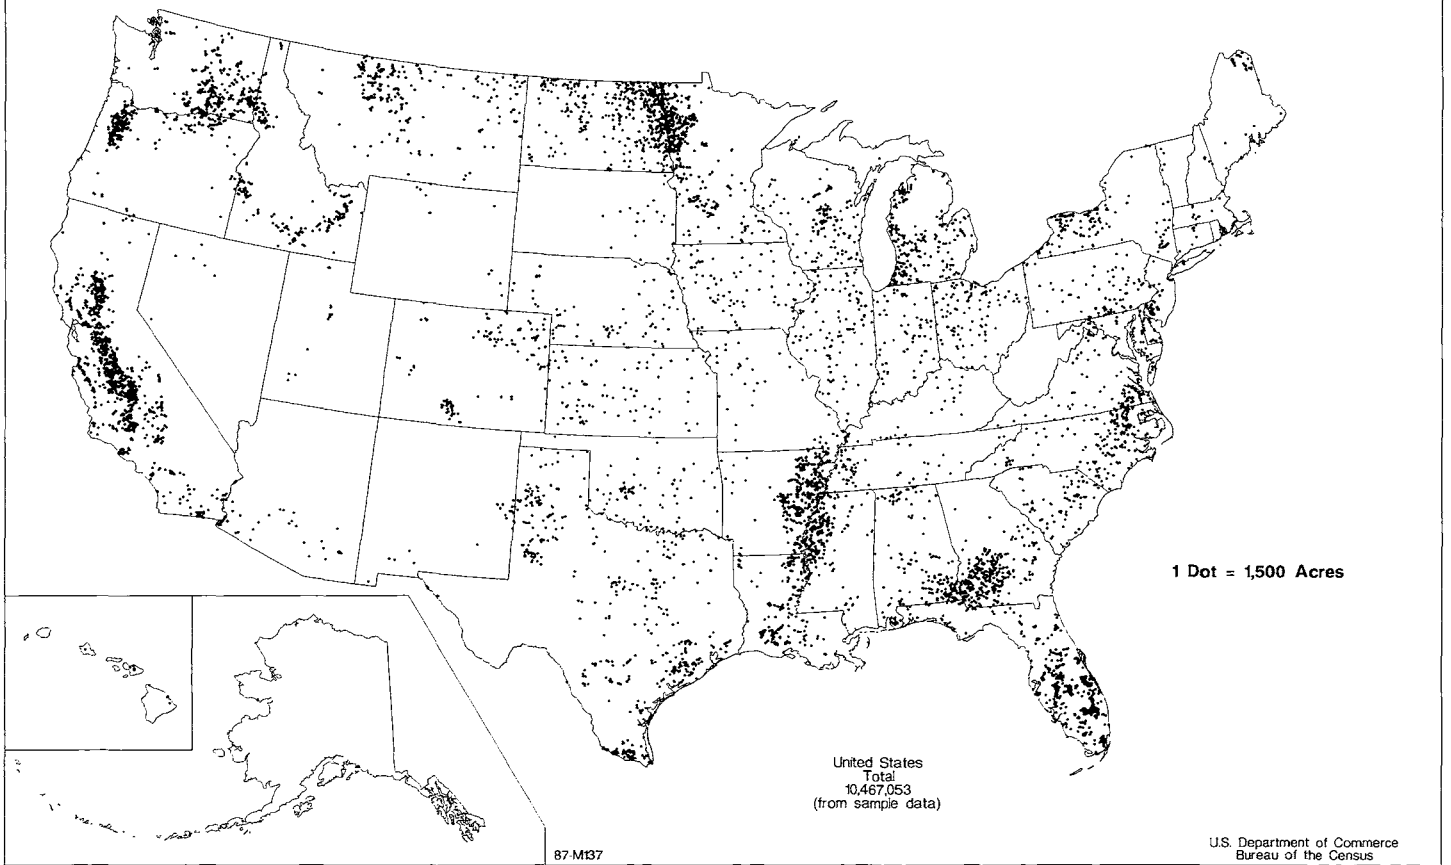 1 Dot = 1,500 Acres
United States
Total
10,467,053
(from sample data)
87-M137
U.S. Department of Commerce
Bureau of the Census